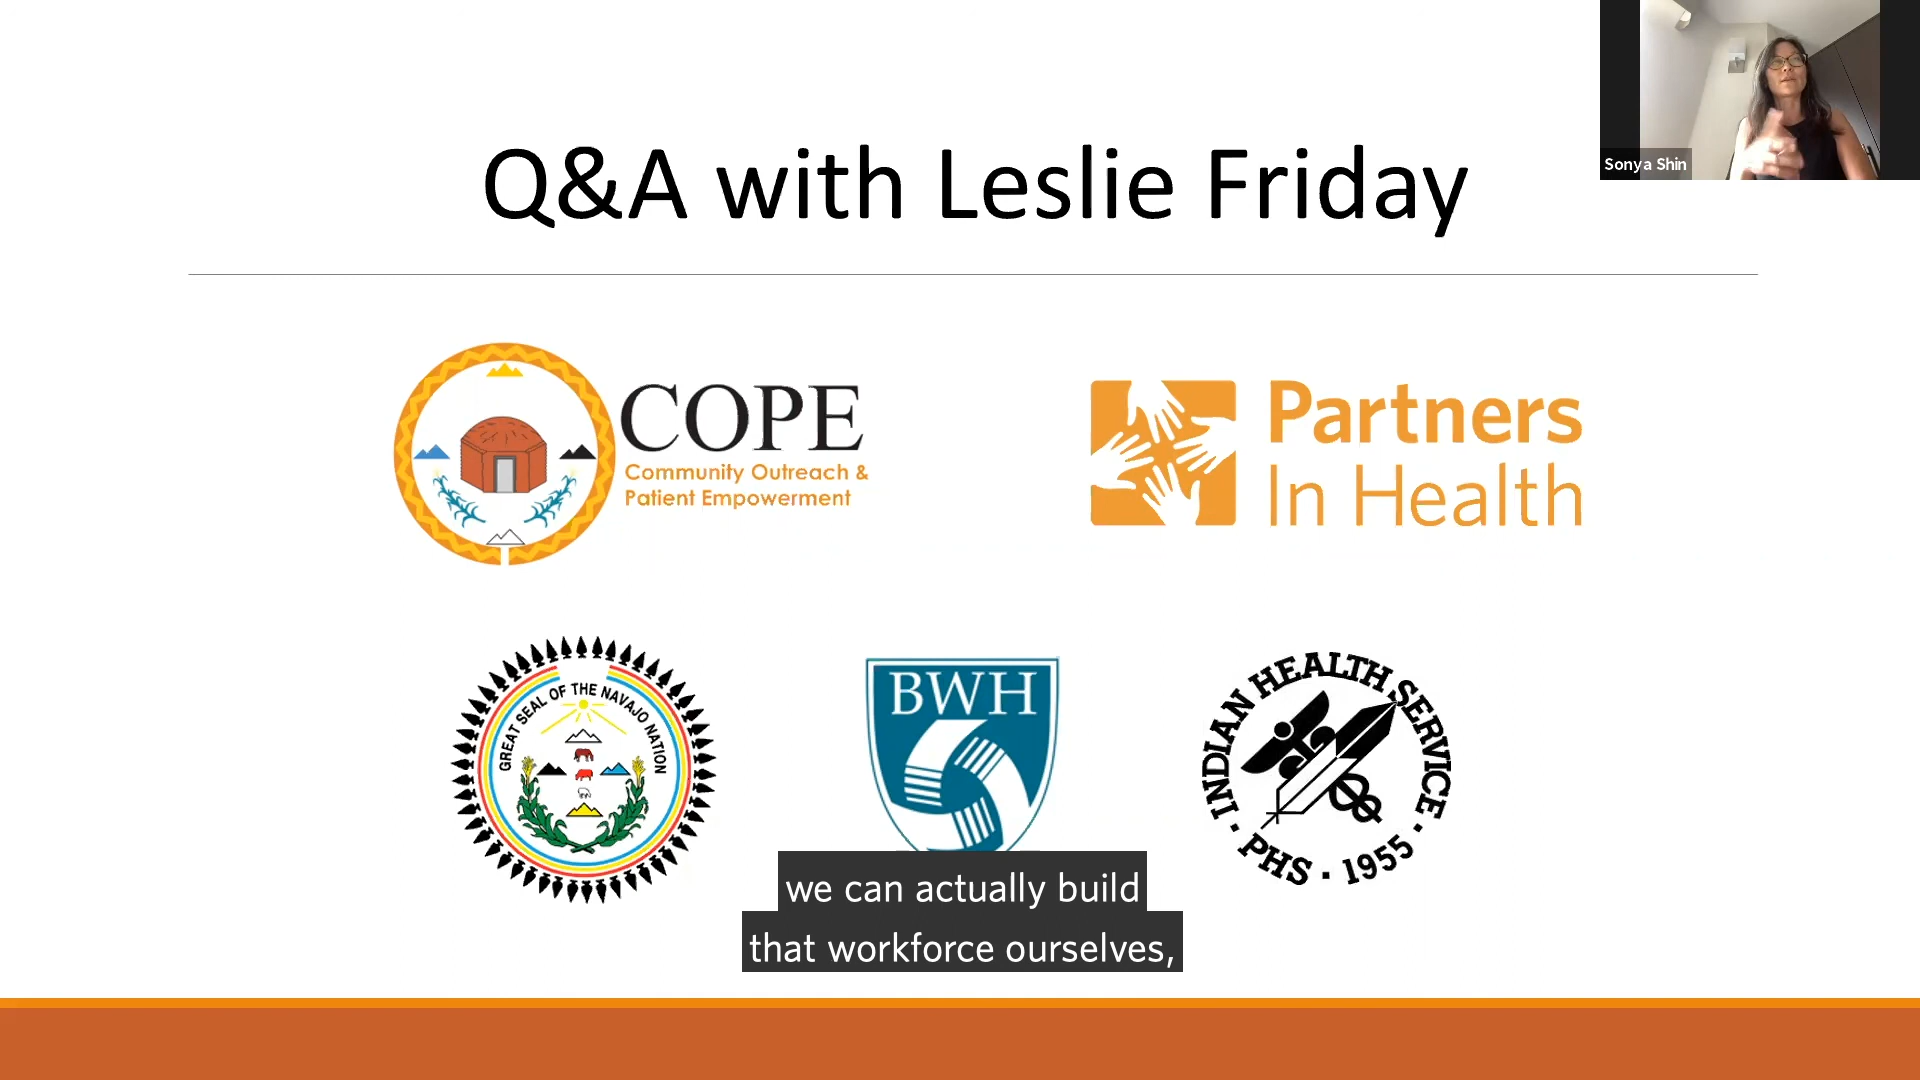 Sonya Shin
Q&A with Leslie Friday
COPE
Community Outreach &
Patient Empowerment
Partners
In Health
GREAT SEAL OF THE NAVAJO NATION
BWH
INDIAN HEALTH SERVICE
· PHS · 1955 ·
we can actually build
that workforce ourselves,